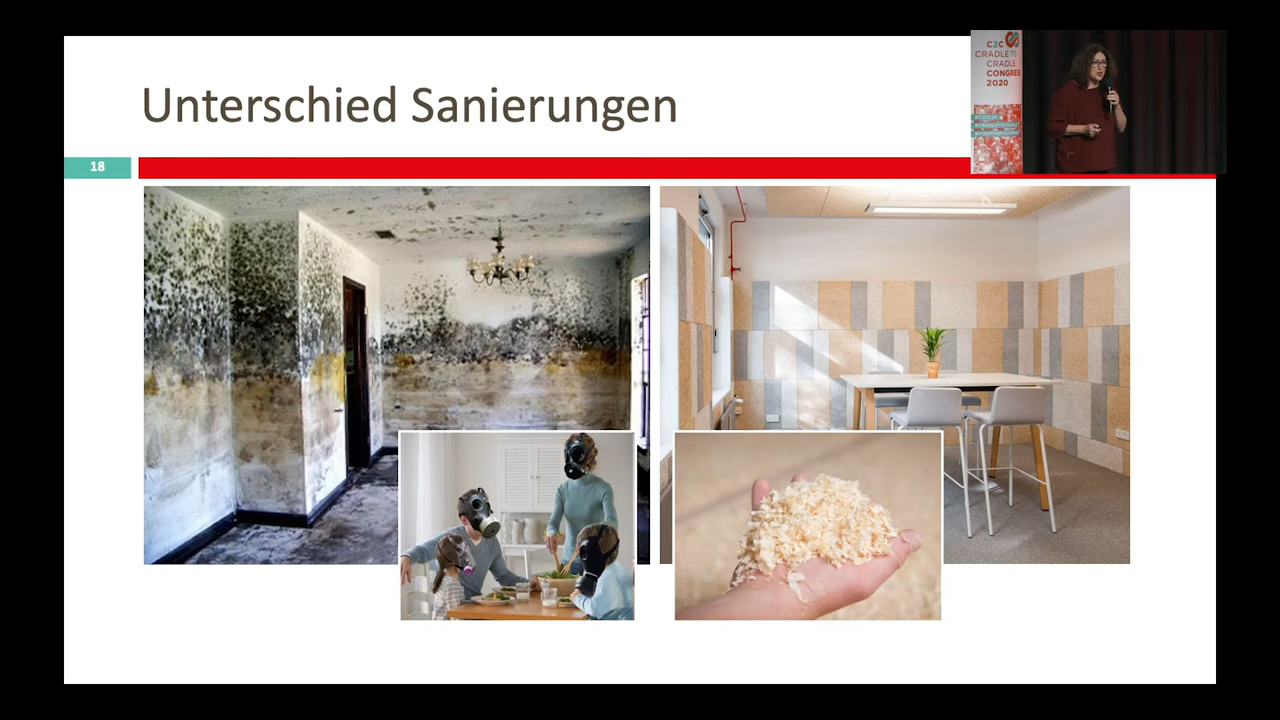 Unterschied Sanierungen
18
C2C
CRADLE TO
CRADLE
CONGRESS
2020